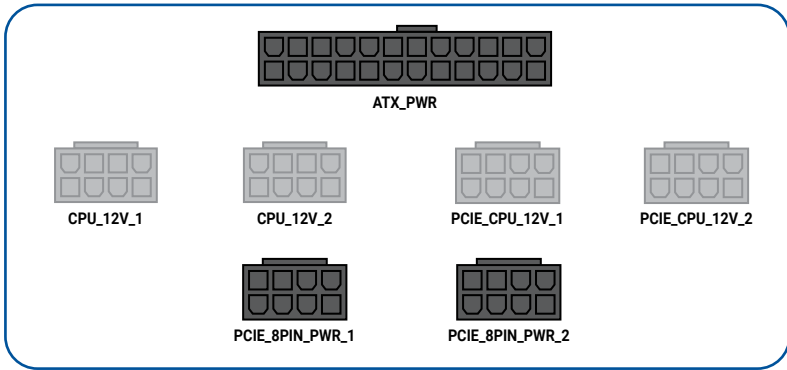 ATX_PWR
CPU_12V_1 CPU_12V_2 PCIE_CPU_12V_1 PCIE_CPU_12V_2
PCIE_8PIN_PWR_1 PCIE_8PIN_PWR_2